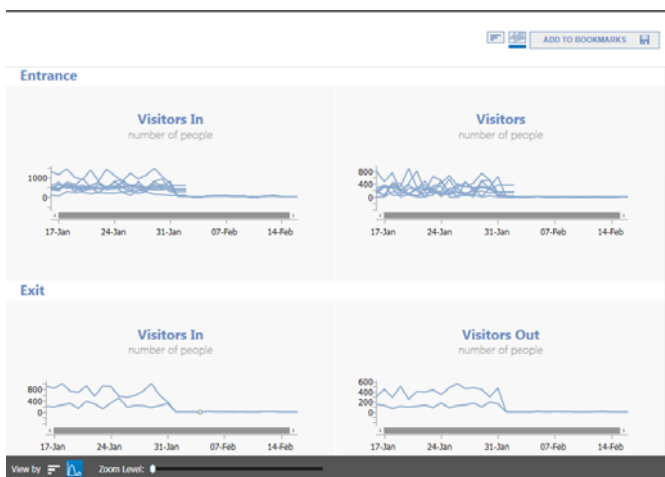 ADD TO BOOKMARKS
Entrance
Visitors In
number of people
1000
0
17-Jan 24-Jan 31-Jan 07-Feb 14-Feb
Visitors
number of people
800
400
0
17-Jan 24-Jan 31-Jan 07-Feb 14-Feb
Exit
Visitors In
number of people
800
400
0
17-Jan 24-Jan 31-Jan 07-Feb 14-Feb
Visitors Out
number of people
600
400
200
0
17-Jan 24-Jan 31-Jan 07-Feb 14-Feb
View by Zoom Level: